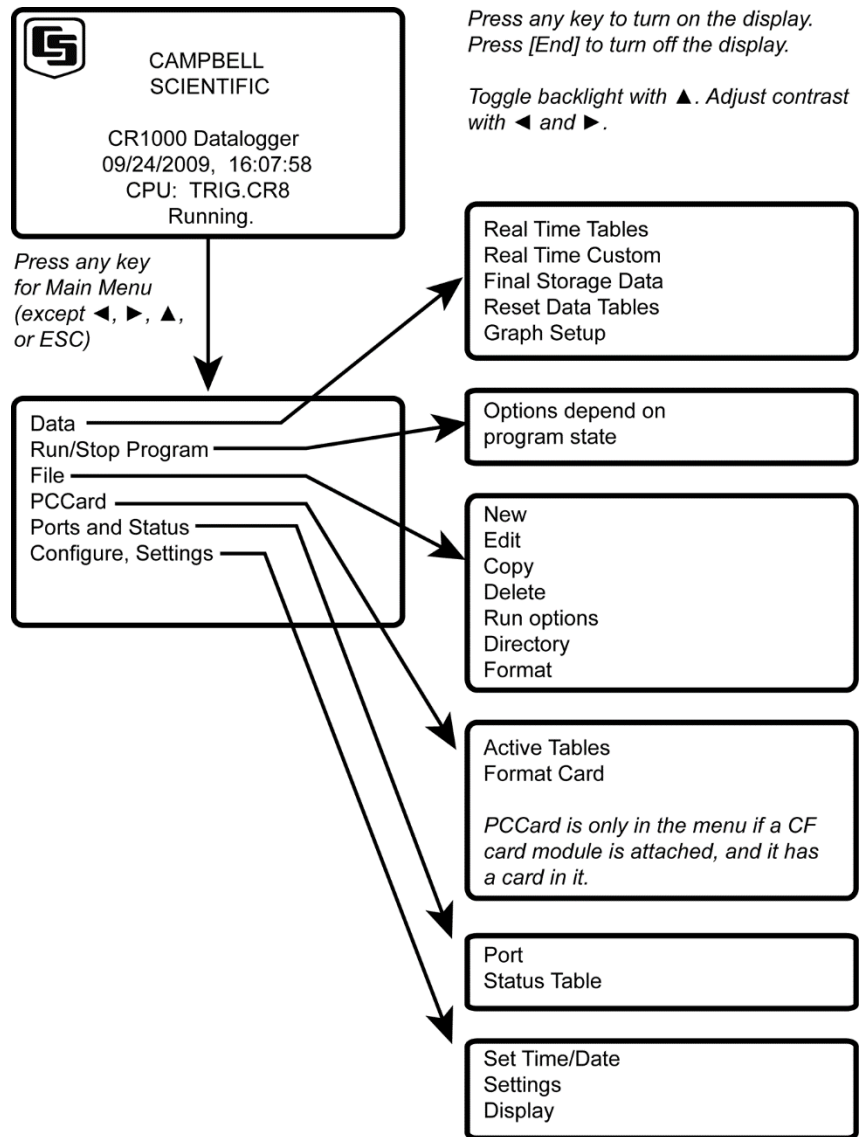 CAMPBELL
SCIENTIFIC
CR1000 Datalogger
09/24/2009, 16:07:58
CPU: TRIG.CR8
Running.
Press any key to turn on the display.
Press [End] to turn off the display.
Toggle backlight with ▲. Adjust contrast
with ◄ and ►.
Press any key
for Main Menu
(except ◄, ►, ▲,
or ESC)
Data
Run/Stop Program
File
PCCard
Ports and Status
Configure, Settings
Real Time Tables
Real Time Custom
Final Storage Data
Reset Data Tables
Graph Setup
Options depend on
program state
New
Edit
Copy
Delete
Run options
Directory
Format
Active Tables
Format Card
PCCard is only in the menu if a CF
card module is attached, and it has
a card in it.
Port
Status Table
Set Time/Date
Settings
Display